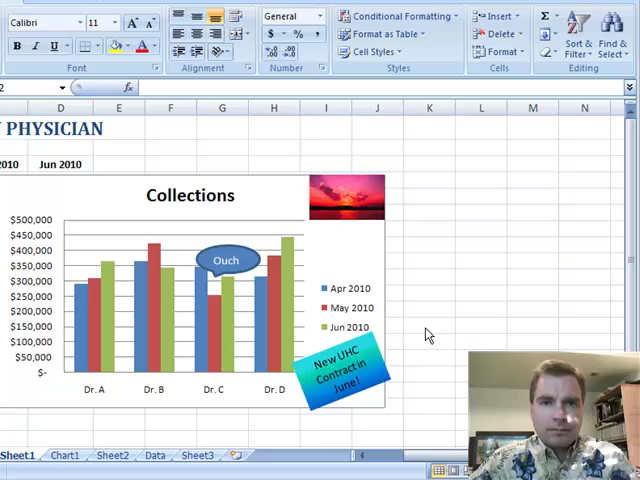 Calibri
11
A
A
General
Conditional Formatting
Insert
Σ
B
I
U
$
%
,
Format as Table
Delete
Sort &
Filter
Find &
Select
A
Cell Styles
Format
Font
Alignment
Number
Styles
Cells
Editing
2
fx
D
E
F
G
H
I
J
K
L
M
N
PHYSICIAN
2010
Jun 2010
Collections
$500,000
$450,000
$400,000
$350,000
$300,000
$250,000
$200,000
$150,000
$100,000
$50,000
$-
Ouch
Apr 2010
May 2010
Jun 2010
New UHC
Contract in
June!
Dr. A
Dr. B
Dr. C
Dr. D
Sheet1
Chart1
Sheet2
Data
Sheet3